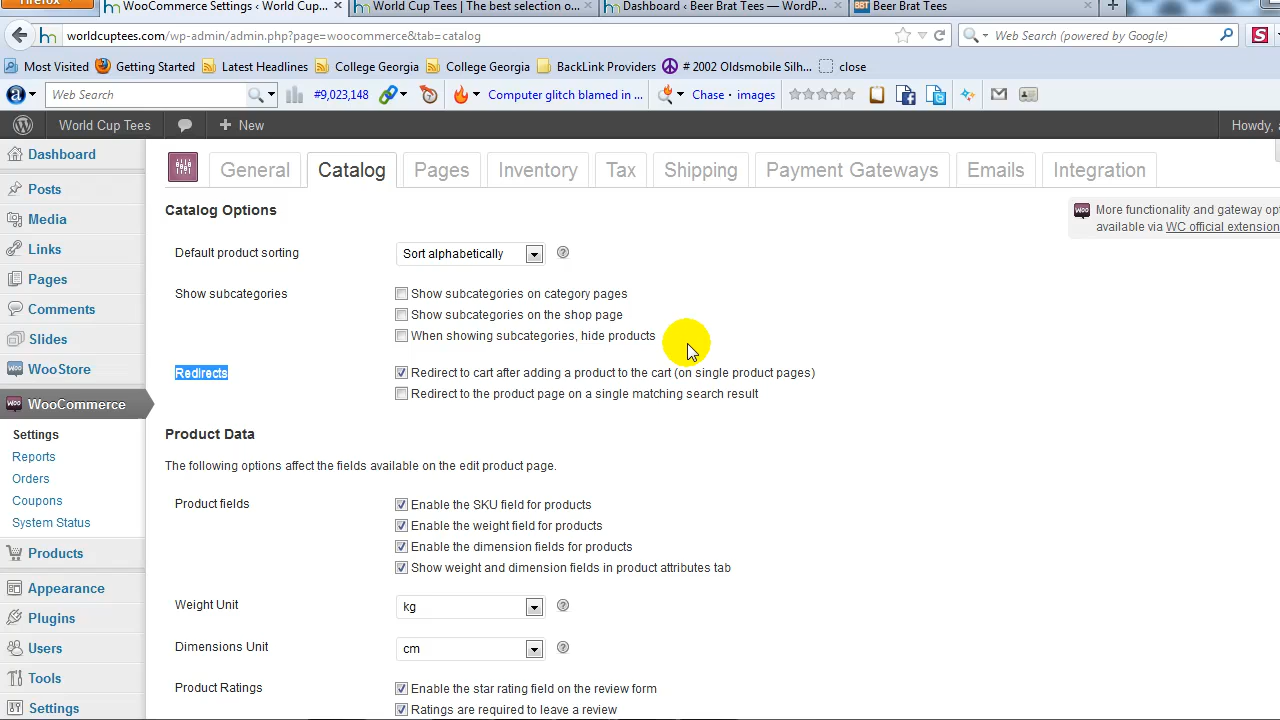 Firefox
WooCommerce Settings ‹ World Cup... ×
World Cup Tees | The best selection o... ×
Dashboard ‹ Beer Brat Tees — WordP... ×
BBT Beer Brat Tees ×
worldcuptees.com/wp-admin/admin.php?page=woocommerce&tab=catalog
Web Search (powered by Google)
Most Visited Getting Started Latest Headlines College Georgia College Georgia BackLink Providers # 2002 Oldsmobile Silh... close
Web Search #9,023,148 Computer glitch blamed in ... Chase · images
World Cup Tees + New Howdy,
Dashboard
Posts
Media
Links
Pages
Comments
Slides
WooStore
WooCommerce
Settings
Reports
Orders
Coupons
System Status
Products
Appearance
Plugins
Users
Tools
Settings
General Catalog Pages Inventory Tax Shipping Payment Gateways Emails Integration
Catalog Options
More functionality and gateway opt
available via WC official extension
Default product sorting Sort alphabetically
Show subcategories Show subcategories on category pages
Show subcategories on the shop page
When showing subcategories, hide products
Redirects Redirect to cart after adding a product to the cart (on single product pages)
Redirect to the product page on a single matching search result
Product Data
The following options affect the fields available on the edit product page.
Product fields Enable the SKU field for products
Enable the weight field for products
Enable the dimension fields for products
Show weight and dimension fields in product attributes tab
Weight Unit kg
Dimensions Unit cm
Product Ratings Enable the star rating field on the review form
Ratings are required to leave a review